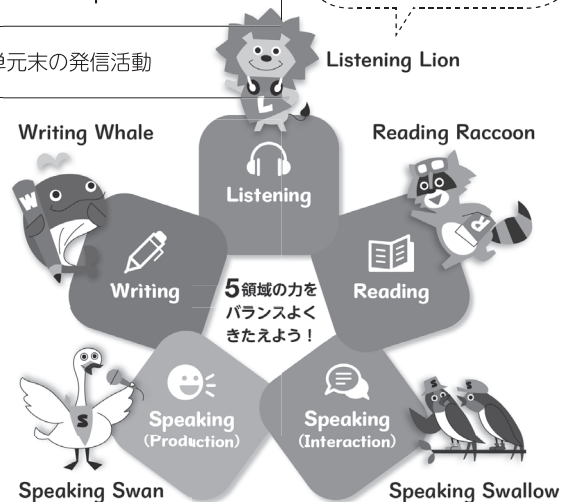 単元末の発信活動
Listening Lion
Writing Whale
Reading Raccoon
W
L
R
Listening
Writing
5領域の力を
バランスよく
きたえよう！
Reading
S
S
S
Speaking
(Production)
Speaking
(Interaction)
Speaking Swan
Speaking Swallow